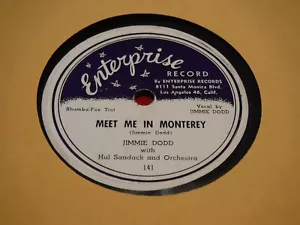 Enterprise
RECORD
By ENTERPRISE RECORDS
8111 Santa Monica Blvd.
Los Angeles 46, Calif.
Rhumba-Fox Trot
Vocal by
JIMMIE DODD
MEET ME IN MONTEREY
(Jimmie Dodd)
JIMMIE DODD
with
Hal Sandack and Orchestra
141